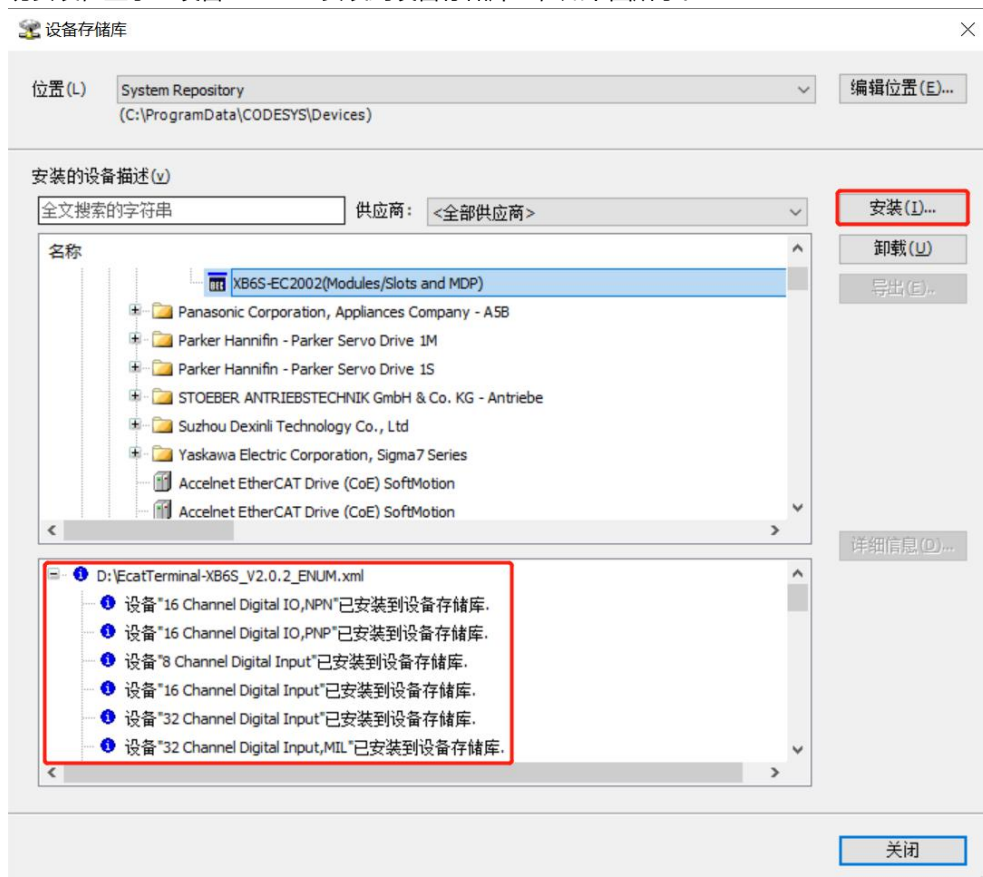 设备存储库
位置(L) System Repository 编辑位置(E)...
(C:\ProgramData\CODESYS\Devices)
安装的设备描述(v)
全文搜索的字符串 供应商: <全部供应商> 安装(I)...
名称 卸载(U)
XB6S-EC2002(Modules/Slots and MDP) 导出(E)..
Panasonic Corporation, Appliances Company - A5B
Parker Hannifin - Parker Servo Drive 1M
Parker Hannifin - Parker Servo Drive 1S
STOEBER ANTRIEBSTECHNIK GmbH & Co. KG - Antriebe
Suzhou Dexinli Technology Co., Ltd
Yaskawa Electric Corporation, Sigma7 Series
Accelnet EtherCAT Drive (CoE) SoftMotion
Accelnet EtherCAT Drive (CoE) SoftMotion
详细信息(D)...
D:\EcatTerminal-XB6S_V2.0.2_ENUM.xml
设备"16 Channel Digital IO,NPN"已安装到设备存储库.
设备"16 Channel Digital IO,PNP"已安装到设备存储库.
设备"8 Channel Digital Input"已安装到设备存储库.
设备"16 Channel Digital Input"已安装到设备存储库.
设备"32 Channel Digital Input"已安装到设备存储库.
设备"32 Channel Digital Input,MIL"已安装到设备存储库.
关闭